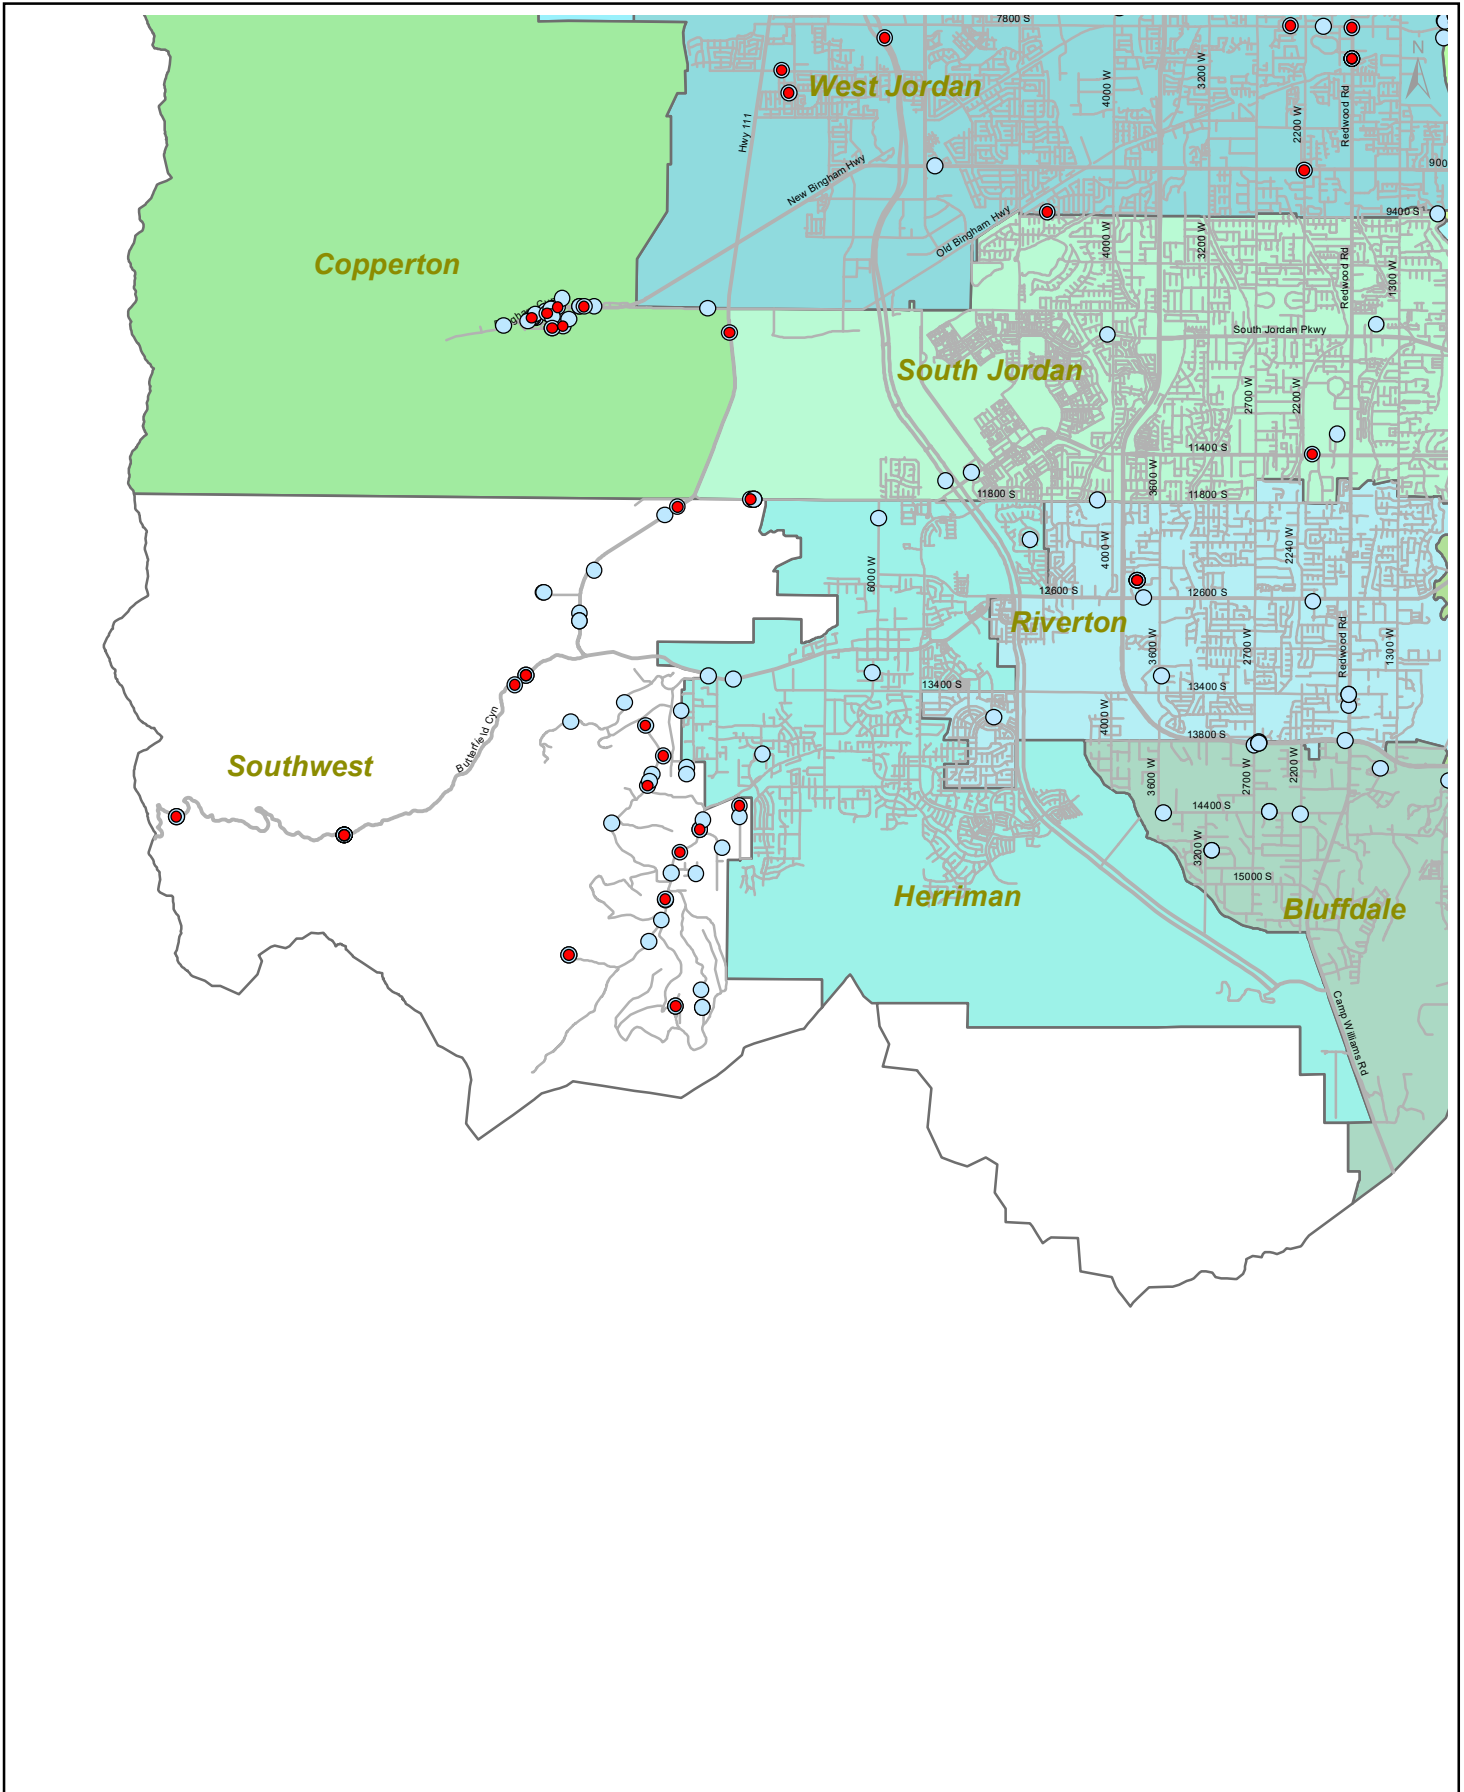 7800 S
N
West Jordan
4000 W
3200 W
2200 W
Redwood Rd
Hwy 111
New Bingham Hwy
900
9400 S
Old Bingham Hwy
4000 W
3200 W
Redwood Rd
1300 W
Copperton
South Jordan Pkwy
South Jordan
2700 W
2200 W
11400 S
3600 W
11800 S
11800 S
4000 W
2240 W
6000 W
12600 S
12600 S
Riverton
3600 W
2700 W
Redwood Rd
1300 W
13400 S
13400 S
4000 W
13800 S
Butterfield Cyn
Southwest
3600 W
2700 W
2200 W
14400 S
3200 W
15000 S
Herriman
Bluffdale
Camp Williams Rd